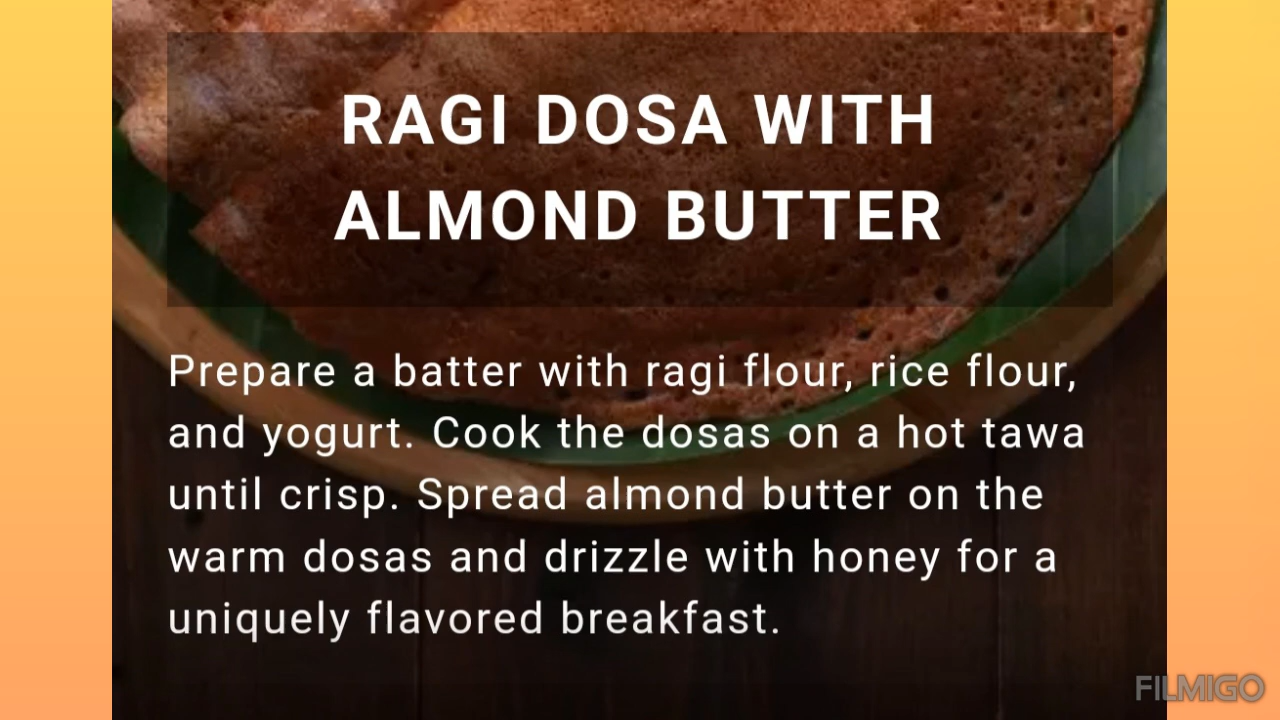 RAGI DOSA WITH
ALMOND BUTTER
Prepare a batter with ragi flour, rice flour,
and yogurt. Cook the dosas on a hot tawa
until crisp. Spread almond butter on the
warm dosas and drizzle with honey for a
uniquely flavored breakfast.
FILMIGO